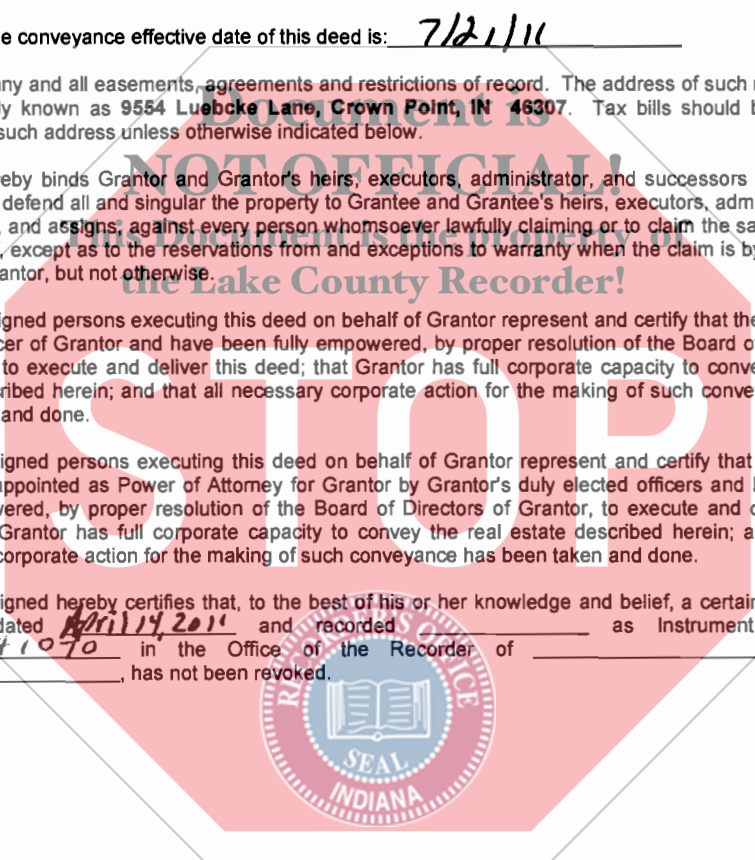 e conveyance effective date of this deed is: 7/21/11
ny and all easements, agreements and restrictions of record. The address of such
ly known as 9554 Luebcke Lane, Crown Point, IN 46307. Tax bills should b
such address unless otherwise indicated below.
Document is
NOT OFFICIAL!
This Document is the property of
the Lake County Recorder!
eby binds Grantor and Grantor's heirs, executors, administrator, and successors
defend all and singular the property to Grantee and Grantee's heirs, executors, adm
, and assigns, against every person whomsoever lawfully claiming or to claim the sa
, except as to the reservations from and exceptions to warranty when the claim is by
antor, but not otherwise.
igned persons executing this deed on behalf of Grantor represent and certify that the
cer of Grantor and have been fully empowered, by proper resolution of the Board of
to execute and deliver this deed; that Grantor has full corporate capacity to conve
ribed herein; and that all necessary corporate action for the making of such conve
and done.
STOP
igned persons executing this deed on behalf of Grantor represent and certify that
appointed as Power of Attorney for Grantor by Grantor's duly elected officers and
vered, by proper resolution of the Board of Directors of Grantor, to execute and
Grantor has full corporate capacity to convey the real estate described herein; a
corporate action for the making of such conveyance has been taken and done.
igned hereby certifies that, to the best of his or her knowledge and belief, a certain
dated April 14, 2011 and recorded as Instrument
1070 in the Office of the Recorder of
, has not been revoked.
RECORDER'S OFFICE
SEAL
INDIANA